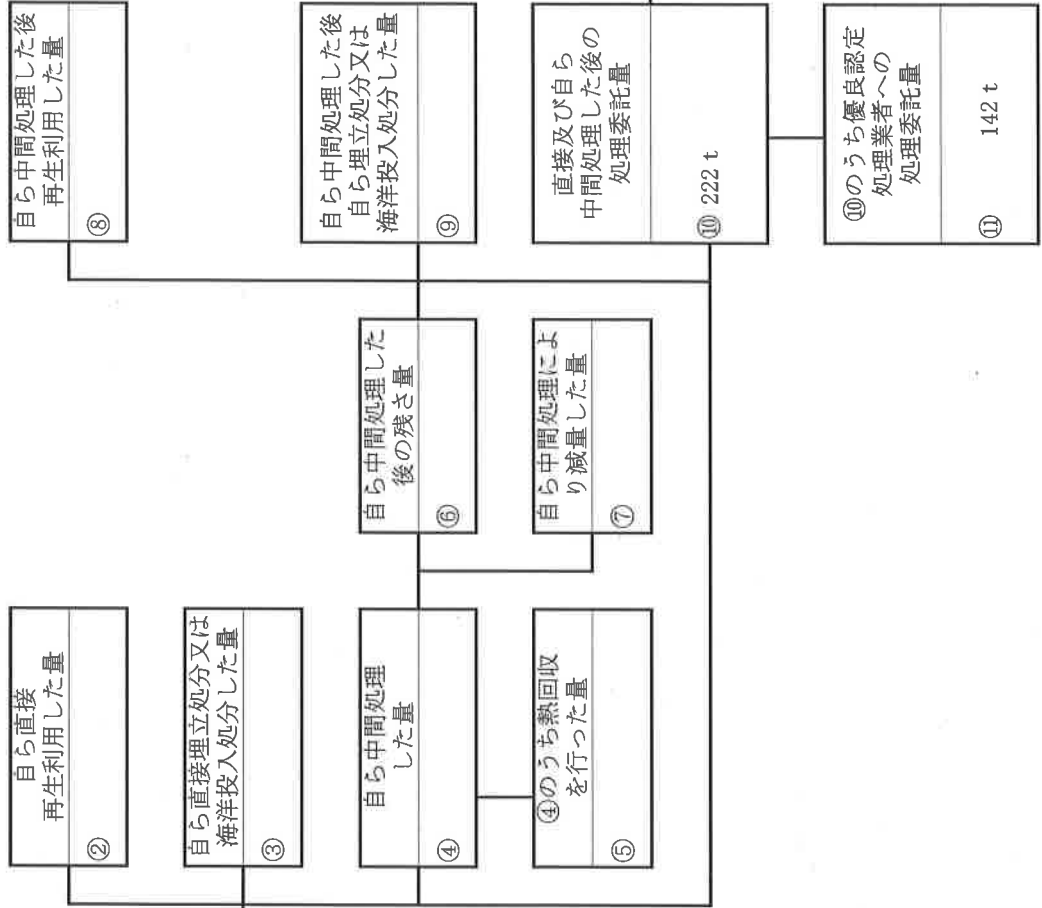 自ら直接
再生利用した量
②
自ら直接埋立処分又は
海洋投入処分した量
③
自ら中間処理
した量
④
④のうち熱回収
を行った量
⑤
自ら中間処理した
後の残さ量
⑥
自ら中間処理によ
り減量した量
⑦
自ら中間処理した後
再生利用した量
⑧
自ら中間処理した後
自ら埋立処分又は
海洋投入処分した量
⑨
直接及び自ら
中間処理した後の
処理委託量
⑩ 222 t
⑩のうち優良認定
処理業者への
処理委託量
⑪ 142 t